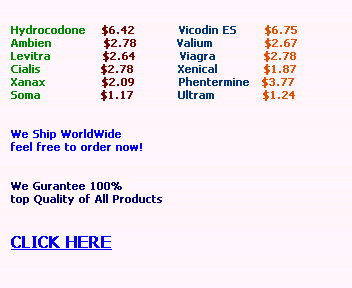 Hydrocodone $6.42 Vicodin ES $6.75
Ambien $2.78 Valium $2.67
Levitra $2.64 Viagra $2.78
Cialis $2.78 Xenical $1.87
Xanax $2.09 Phentermine $3.77
Soma $1.17 Ultram $1.24
We Ship WorldWide
feel free to order now!
We Gurantee 100%
top Quality of All Products
CLICK HERE